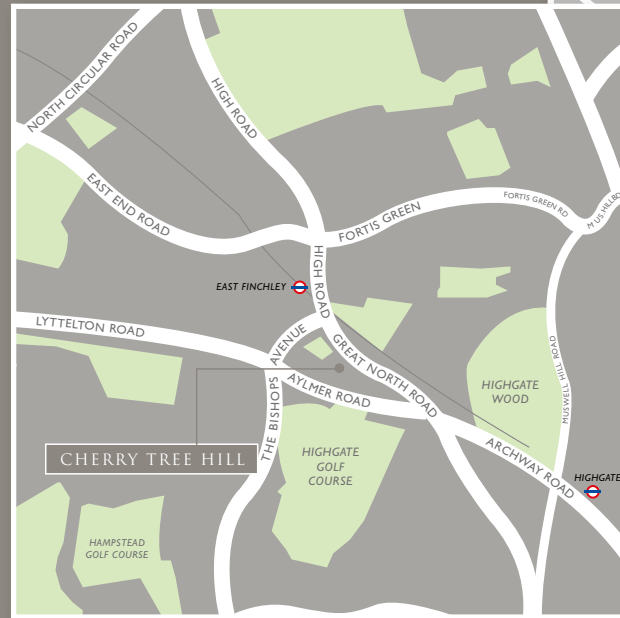 NORTH CIRCULAR ROAD
HIGH ROAD
EAST END ROAD
FORTIS GREEN
FORTIS GREEN RD
EAST FINCHLEY
HIGH ROAD
LYTTELTON ROAD
THE BISHOPS AVENUE
GREAT NORTH ROAD
AYLMER ROAD
MUSWELL HILL ROAD
HIGHGATE
WOOD
ARCHWAY ROAD
HIGHGATE
CHERRY TREE HILL
HIGHGATE
GOLF
COURSE
HAMPSTEAD
GOLF COURSE